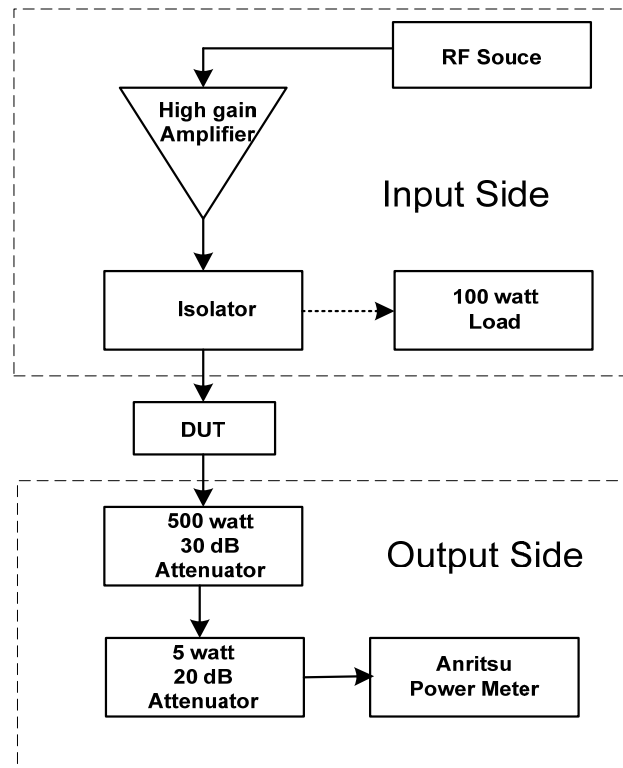 RF Souce
High gain
Amplifier
Input Side
Isolator
100 watt
Load
DUT
500 watt
30 dB
Attenuator
Output Side
5 watt
20 dB
Attenuator
Anritsu
Power Meter